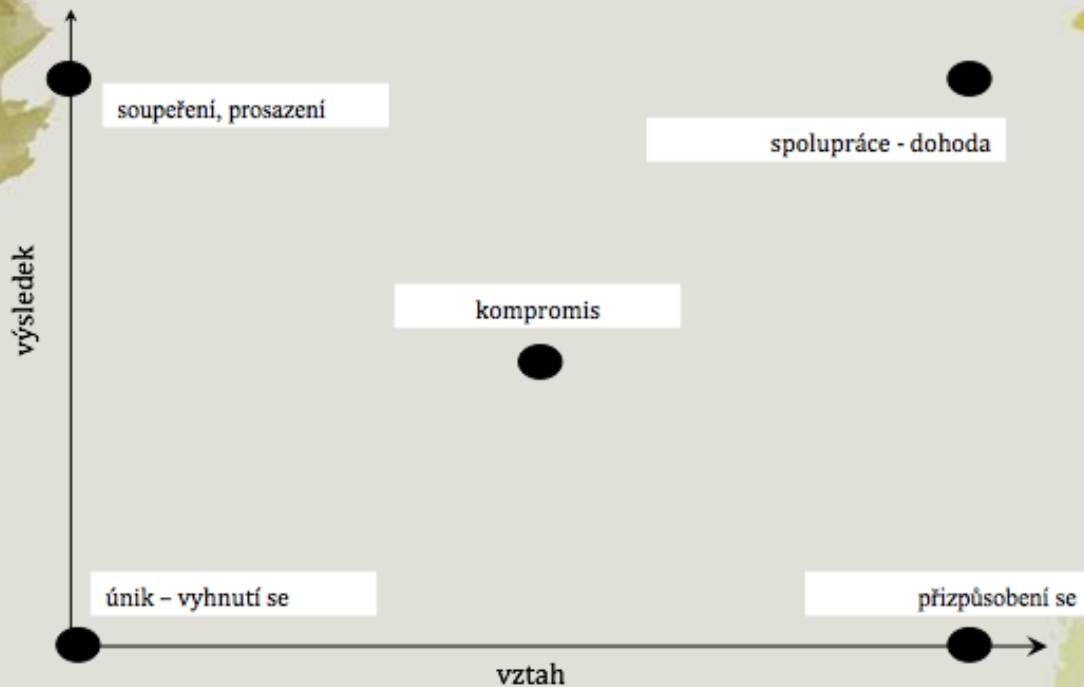 soupeření, prosazení
spolupráce - dohoda
výsledek
kompromis
únik – vyhnutí se
přizpůsobení se
vztah